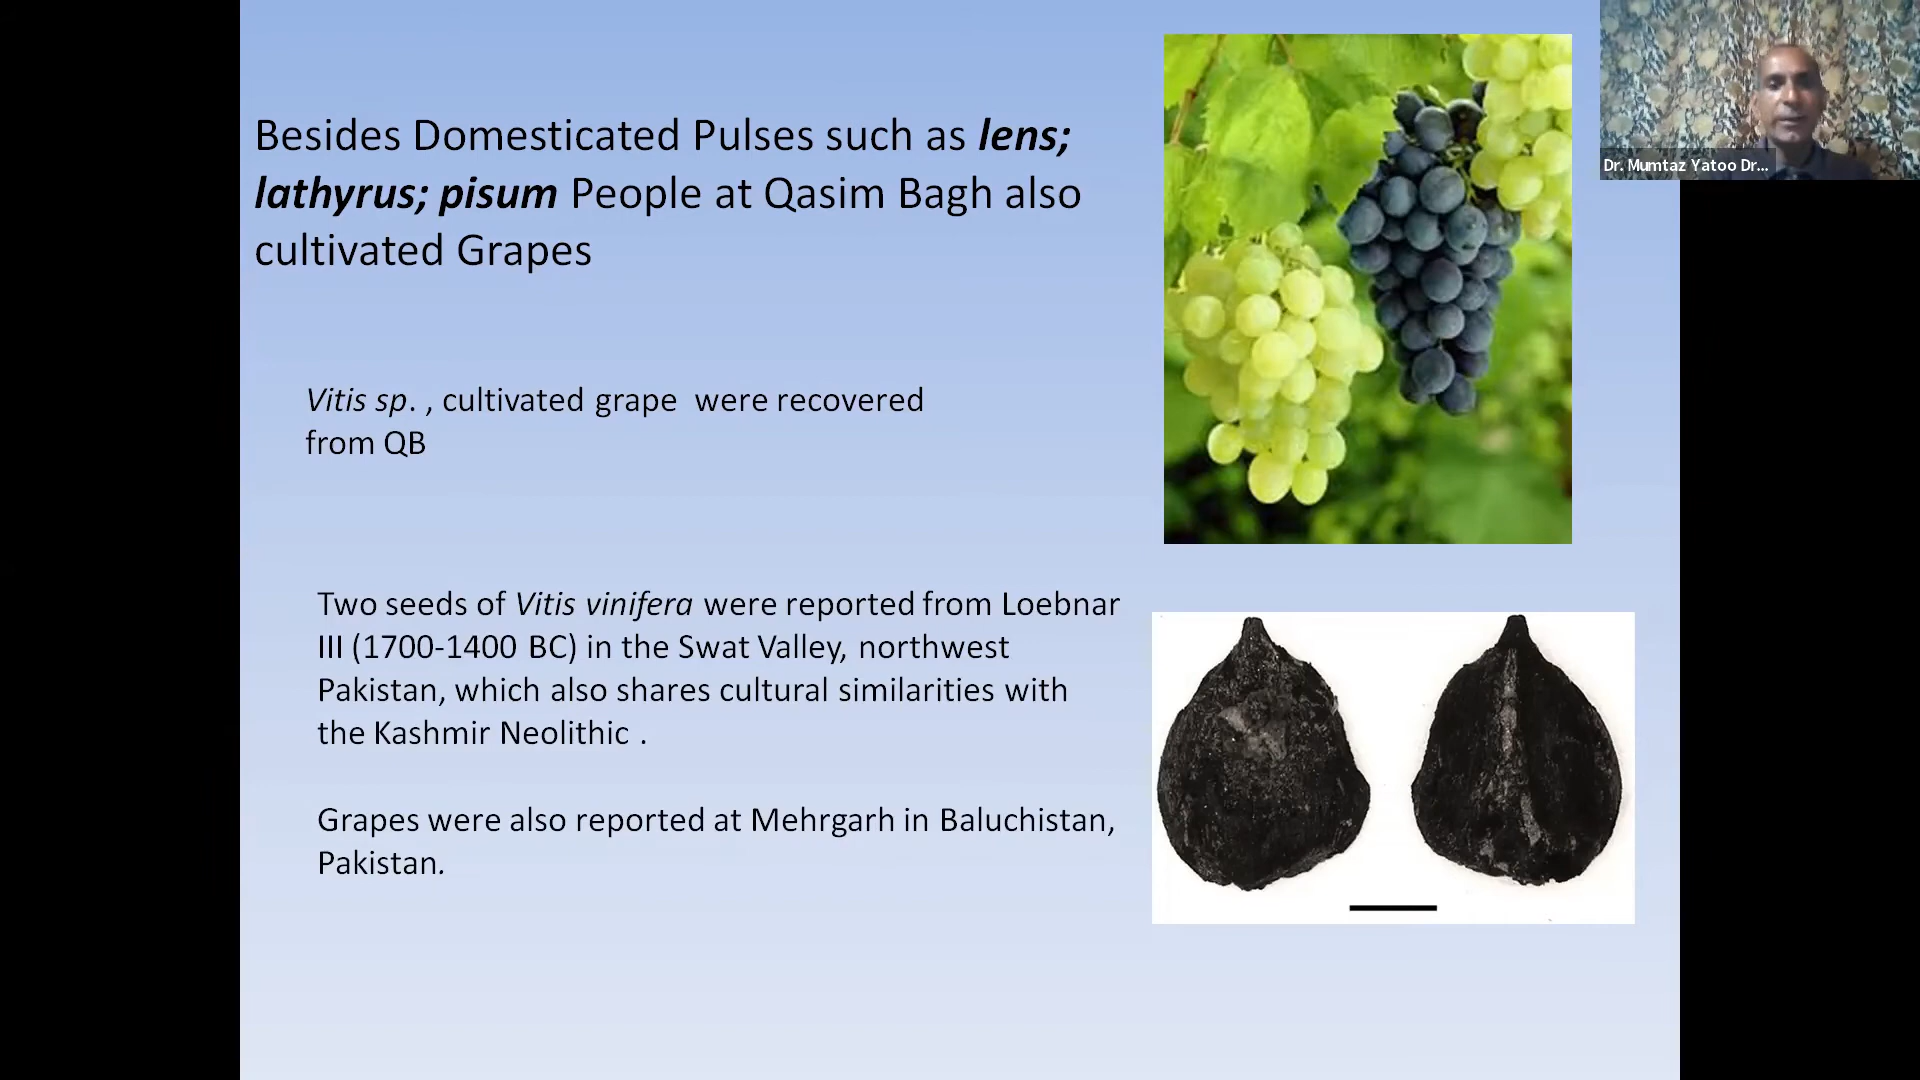 Besides Domesticated Pulses such as lens;
lathyrus; pisum People at Qasim Bagh also
cultivated Grapes
Vitis sp. , cultivated grape  were recovered
from QB
Two seeds of Vitis vinifera were reported from Loebnar
III (1700-1400 BC) in the Swat Valley, northwest
Pakistan, which also shares cultural similarities with
the Kashmir Neolithic .
Grapes were also reported at Mehrgarh in Baluchistan,
Pakistan.
Dr. Mumtaz Yatoo Dr...